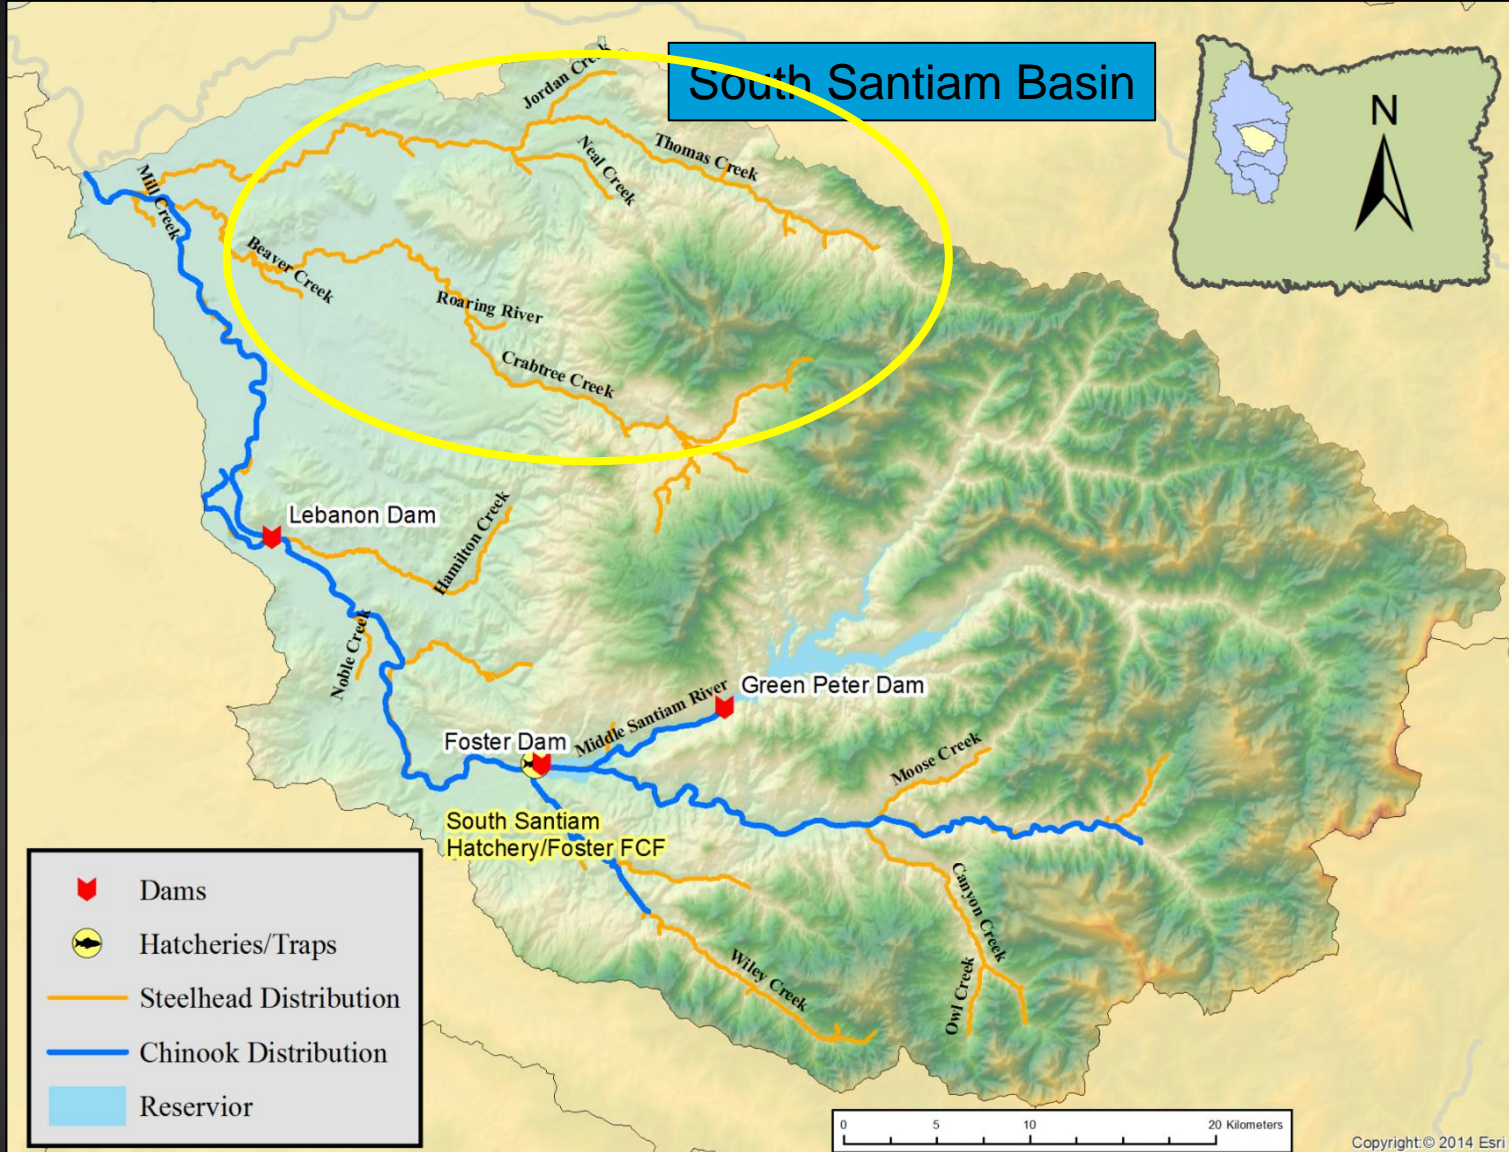 South Santiam Basin
N
Jordan Creek
Thomas Creek
Neal Creek
Mill Creek
Beaver Creek
Roaring River
Crabtree Creek
Lebanon Dam
Hamilton Creek
Noble Creek
Green Peter Dam
Middle Santiam River
Foster Dam
Moose Creek
South Santiam
Hatchery/Foster FCF
Canyon Creek
Wiley Creek
Owl Creek
Dams
Hatcheries/Traps
Steelhead Distribution
Chinook Distribution
Reservior
0 5 10 20 Kilometers
Copyright:© 2014 Esri